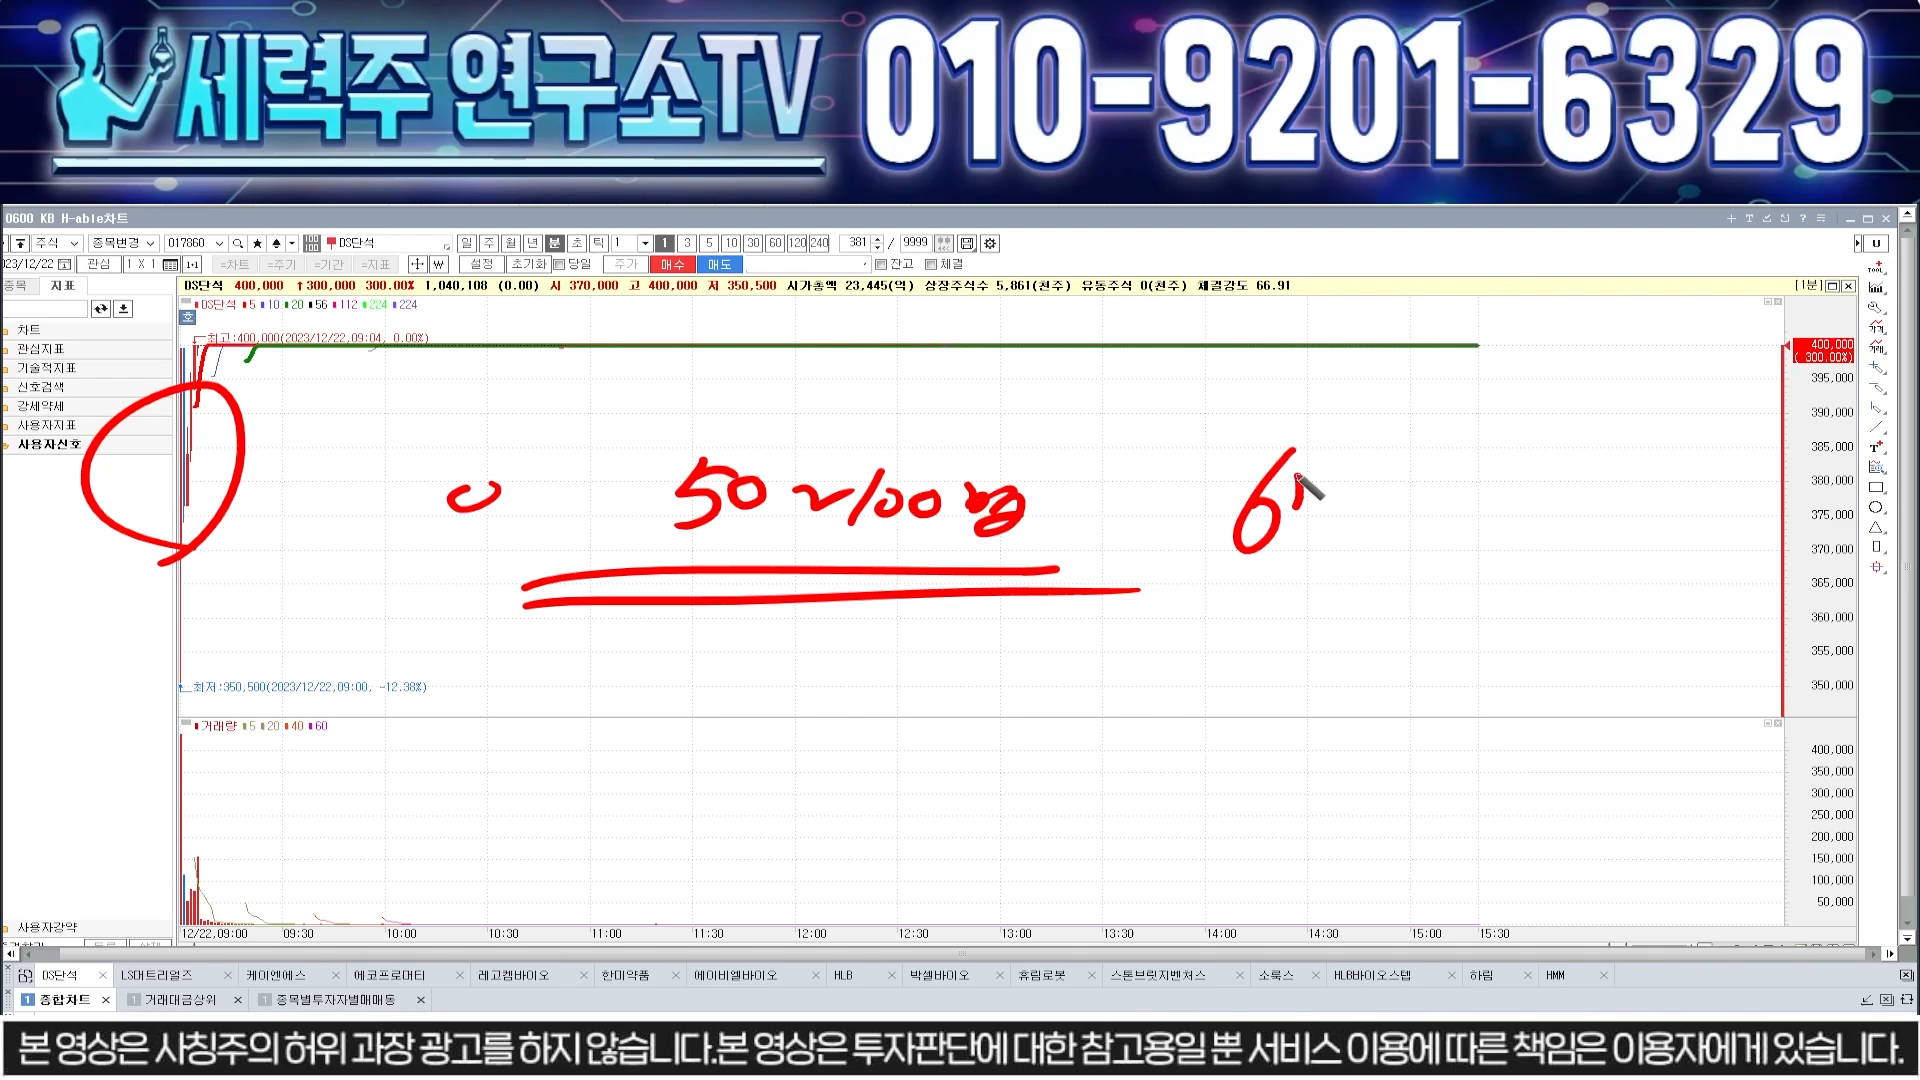 세력주 연구소TV 010-9201-6329
0600 KB H-able차트
주식 종목변경 017860 DS단석 일 주 월 년 분 초 틱 1 1 3 5 10 30 60 120 240 381 / 9999
23/12/22 관심 1 X 1 =차트 =주기 =기간 =지표 설정 초기화 당일 주가 매수 매도 잔고 체결
종목 지표
DS단석 400,000 ↑300,000 300.00% 1,040,108 (0.00) 시 370,000 고 400,000 저 350,500 시가총액 23,445(억) 상장주식수 5,861(천주) 유동주식 0(천주) 체결강도 66.91 [1분]
DS단석 5 10 20 56 112 224 224
호
최고:400,000(2023/12/22,09:04, 0.00%)
차트
관심지표
기술적지표
신호검색
강세약세
사용자지표
사용자신호
400,000
( 300.00%)
395,000
390,000
385,000
380,000
375,000
370,000
365,000
360,000
355,000
350,000
50~100병
최저:350,500(2023/12/22,09:00, -12.38%)
거래량 5 20 40 60
400,000
350,000
300,000
250,000
200,000
150,000
100,000
50,000
사용자강약
12/22,09:00 09:30 10:00 10:30 11:00 11:30 12:00 12:30 13:00 13:30 14:00 14:30 15:00 15:30
DS단석 LS머트리얼즈 케이엔에스 에코프로머티 레고켐바이오 한미약품 에이비엘바이오 HLB 박셀바이오 휴림로봇 스톤브릿지벤처스 소룩스 HLB바이오스텝 하림 HMM
1 종합차트 1 거래대금상위 1 종목별투자자별매매동
본 영상은 사칭주의 허위 과장 광고를 하지 않습니다.본 영상은 투자판단에 대한 참고용일 뿐 서비스 이용에 따른 책임은 이용자에게 있습니다.